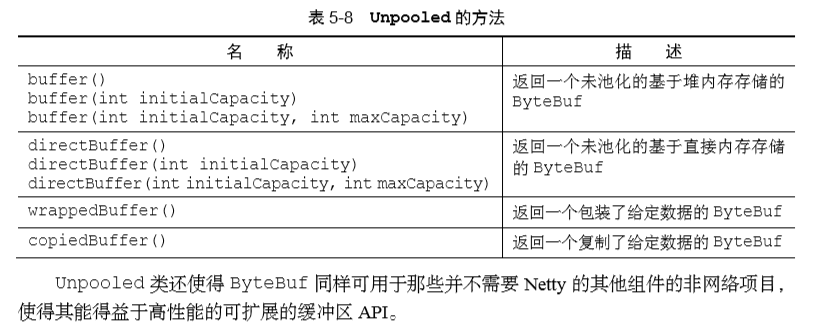 表 5-8 Unpooled 的方法
名 称 描 述
buffer()
buffer(int initialCapacity)
buffer(int initialCapacity, int maxCapacity)
返回一个未池化的基于堆内存存储的
ByteBuf
directBuffer()
directBuffer(int initialCapacity)
directBuffer(int initialCapacity, int maxCapacity)
返回一个未池化的基于直接内存存储
的 ByteBuf
wrappedBuffer() 返回一个包装了给定数据的 ByteBuf
copiedBuffer() 返回一个复制了给定数据的 ByteBuf
Unpooled 类还使得 ByteBuf 同样可用于那些并不需要 Netty 的其他组件的非网络项目，
使得其能得益于高性能的可扩展的缓冲区 API。